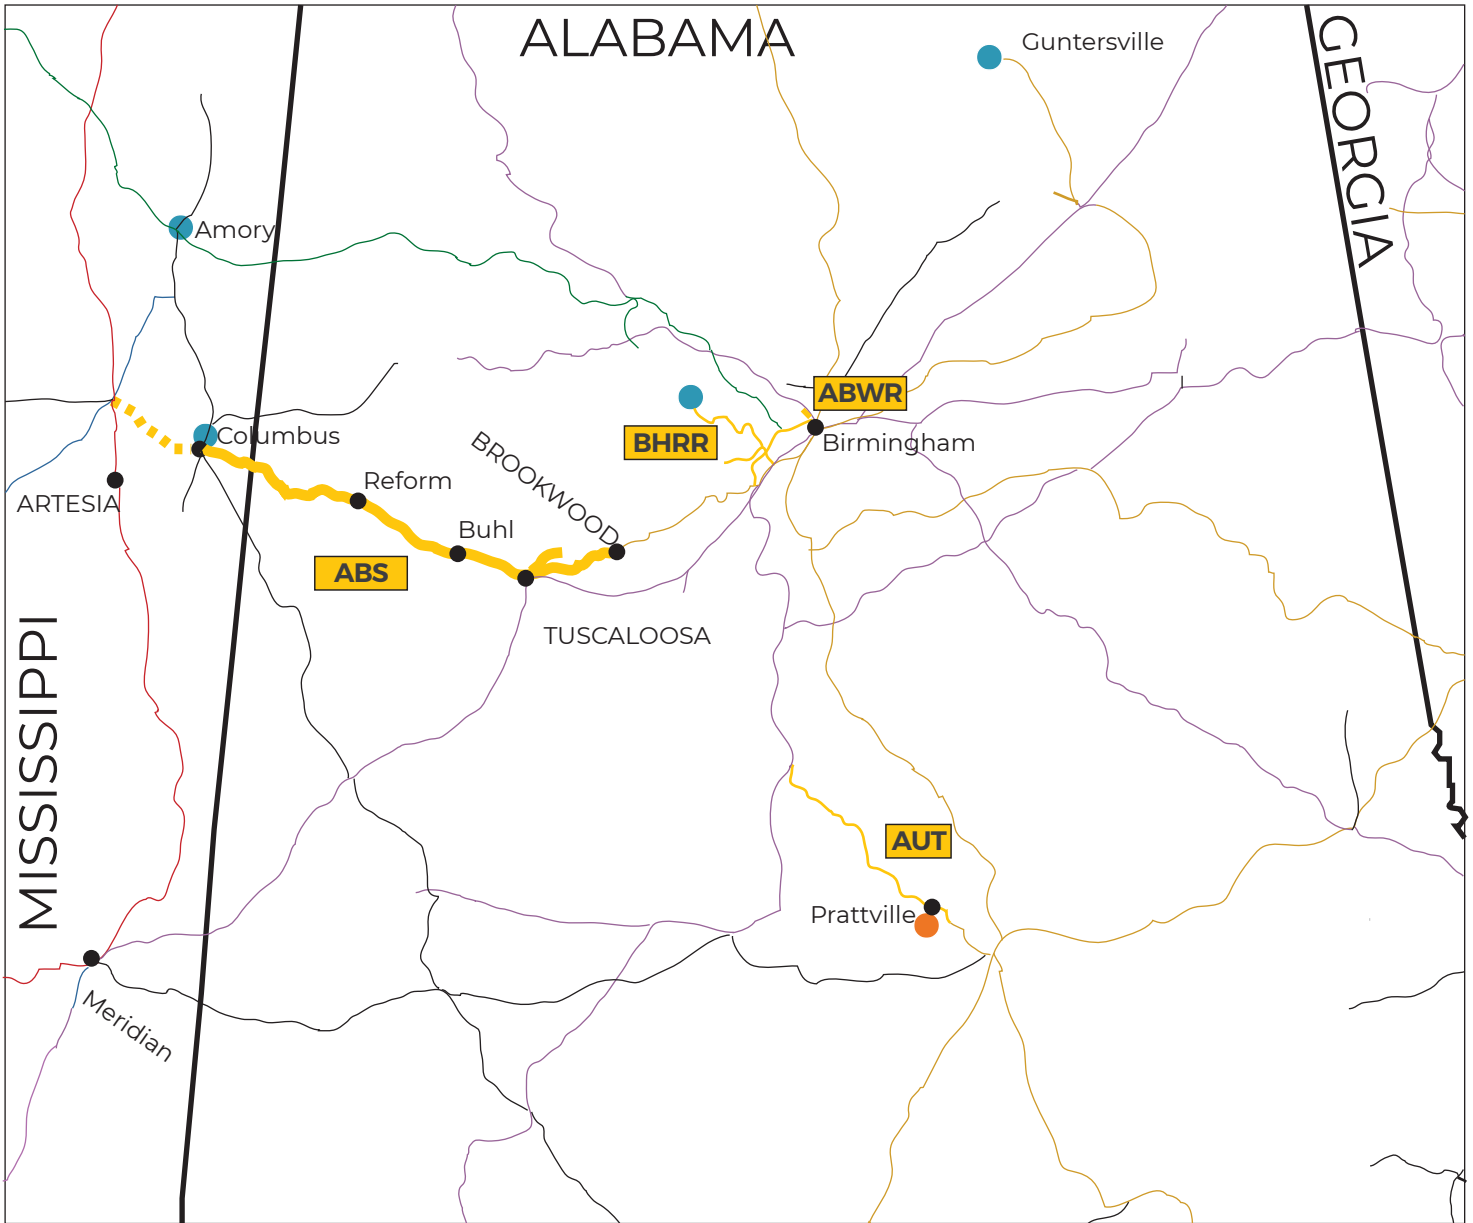 ALABAMA
Guntersville
GEORGIA
Amory
ABWR
Columbus
BHRR
Birmingham
BROOKWOOD
Reform
ARTESIA
Buhl
ABS
TUSCALOOSA
MISSISSIPPI
AUT
Prattville
Meridian